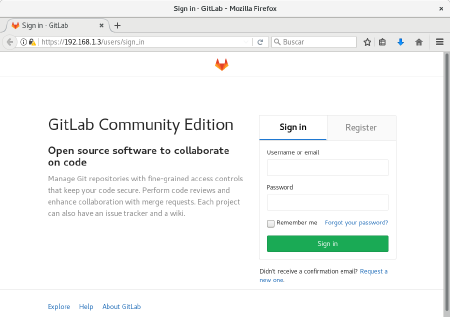 Sign in · GitLab - Mozilla Firefox
Sign in · GitLab
https://192.168.1.3/users/sign_in
Buscar
GitLab Community Edition
Open source software to collaborate
on code
Manage Git repositories with fine-grained access controls
that keep your code secure. Perform code reviews and
enhance collaboration with merge requests. Each project
can also have an issue tracker and a wiki.
Sign in
Register
Username or email
Password
Remember me
Forgot your password?
Sign in
Didn't receive a confirmation email? Request a
new one.
Explore
Help
About GitLab